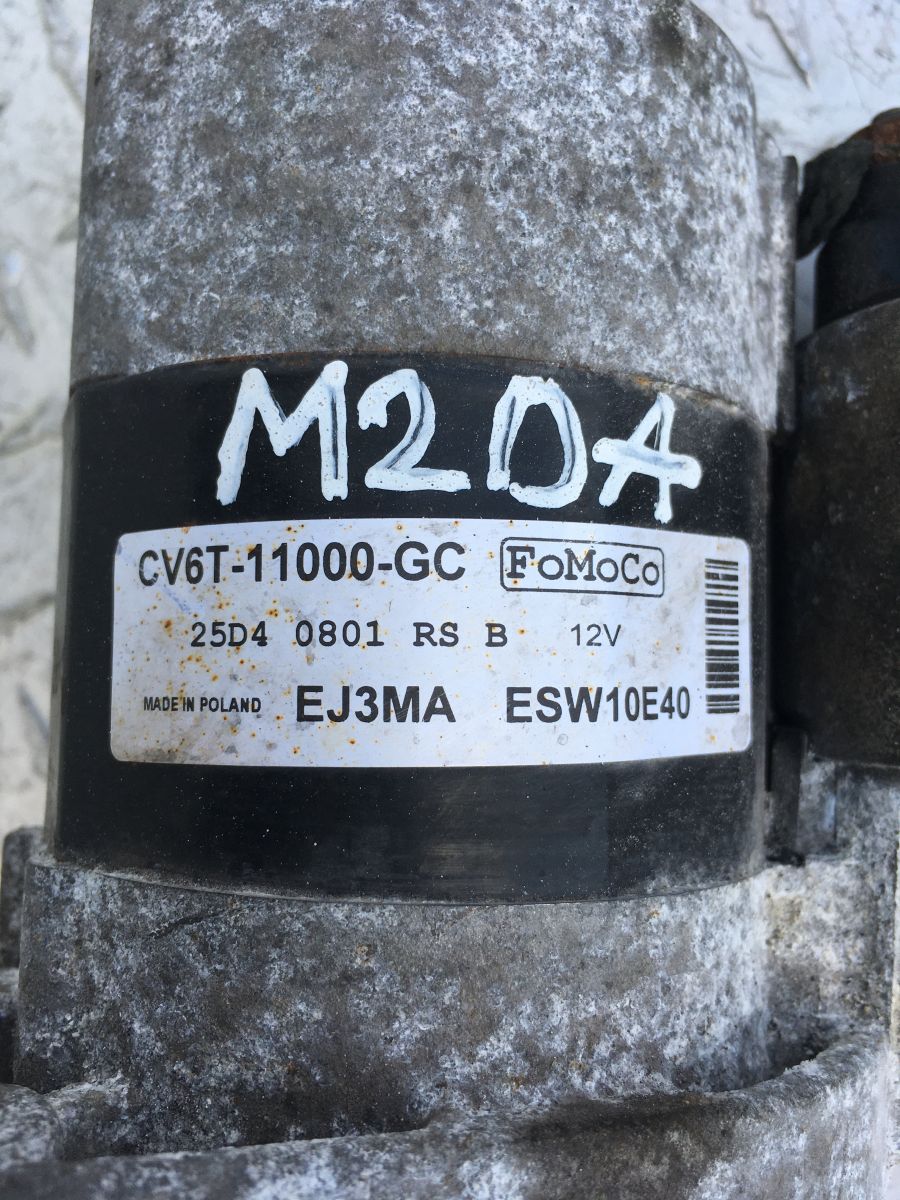 M2DA
CV6T-11000-GC FoMoCo
25D4 0801 RS B 12V
MADE IN POLAND EJ3MA ESW10E40